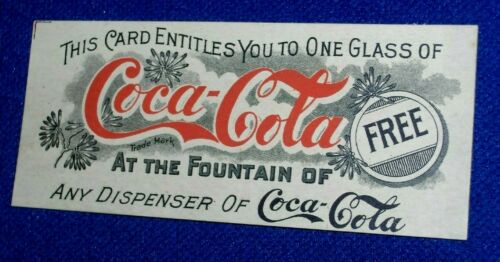 THIS CARD ENTITLES YOU TO ONE GLASS OF
Coca-Cola
FREE
Trade Mark
AT THE FOUNTAIN OF
ANY DISPENSER OF Coca-Cola